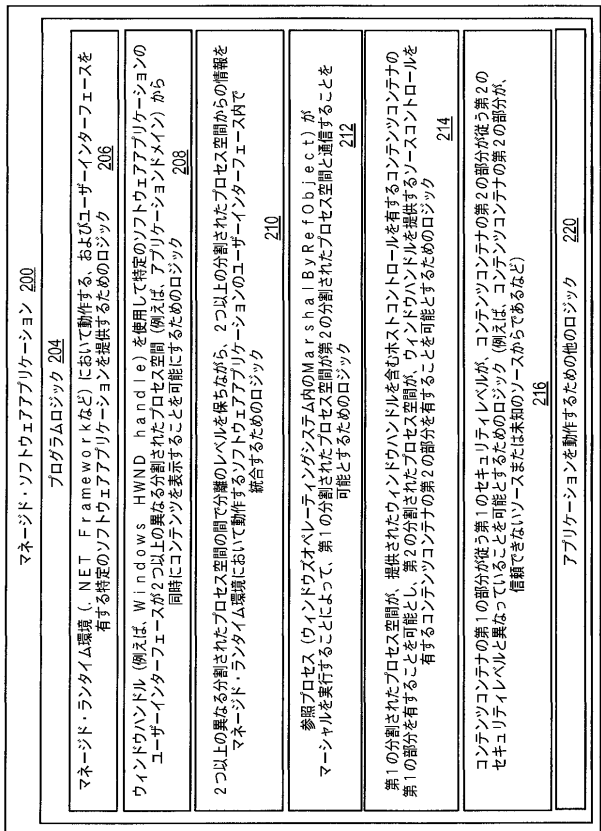 マネージド・ソフトウェアアプリケーション 200
プログラムロジック 204
マネージド・ランタイム環境（.NET Frameworkなど）において動作する、およびユーザーインターフェースを
有する特定のソフトウェアアプリケーションを提供するためのロジック 206
ウィンドウハンドル（例えば、Windows HWND handle）を使用して特定のソフトウェアアプリケーションの
ユーザーインターフェースが2つ以上の異なる分割されたプロセス空間（例えば、アプリケーションドメイン）から
同時にコンテンツを表示することを可能にするためのロジック 208
2つ以上の異なる分割されたプロセス空間の間で分離のレベルを保ちながら、2つ以上の分割されたプロセス空間からの情報を
マネージド・ランタイム環境において動作するソフトウェアアプリケーションのユーザーインターフェース内で
統合するためのロジック 210
参照プロセス（ウィンドウズオペレーティングシステム内のMarshalByRefObject）が
マーシャルを実行することによって、第1の分割されたプロセス空間が第2の分割されたプロセス空間と通信することを
可能とするためのロジック 212
第1の分割されたプロセス空間が、提供されたウィンドウハンドルを含むホストコントロールを有するコンテンツコンテナの
第1の部分を有することを可能とし、第2の分割されたプロセス空間が、ウィンドウハンドルを提供するソースコントロールを
有するコンテンツコンテナの第2の部分を有することを可能とするためのロジック 214
コンテンツコンテナの第1の部分が従う第1のセキュリティレベルが、コンテンツコンテナの第2の部分が従う第2の
セキュリティレベルと異なっていることを可能とするためのロジック（例えば、コンテンツコンテナの第2の部分が、
信頼できないソースまたは未知のソースからであるなど）
216
アプリケーションを動作するための他のロジック 220